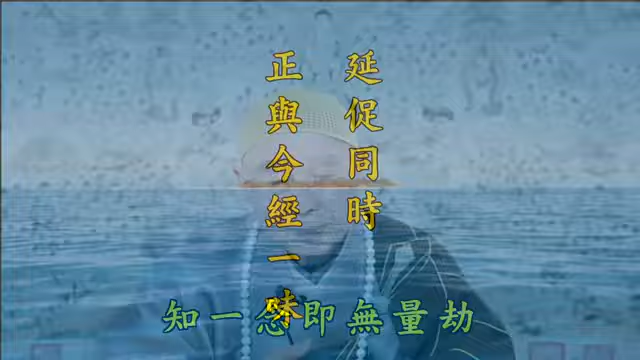 延促同時
正與今經一味
知一念即無量劫